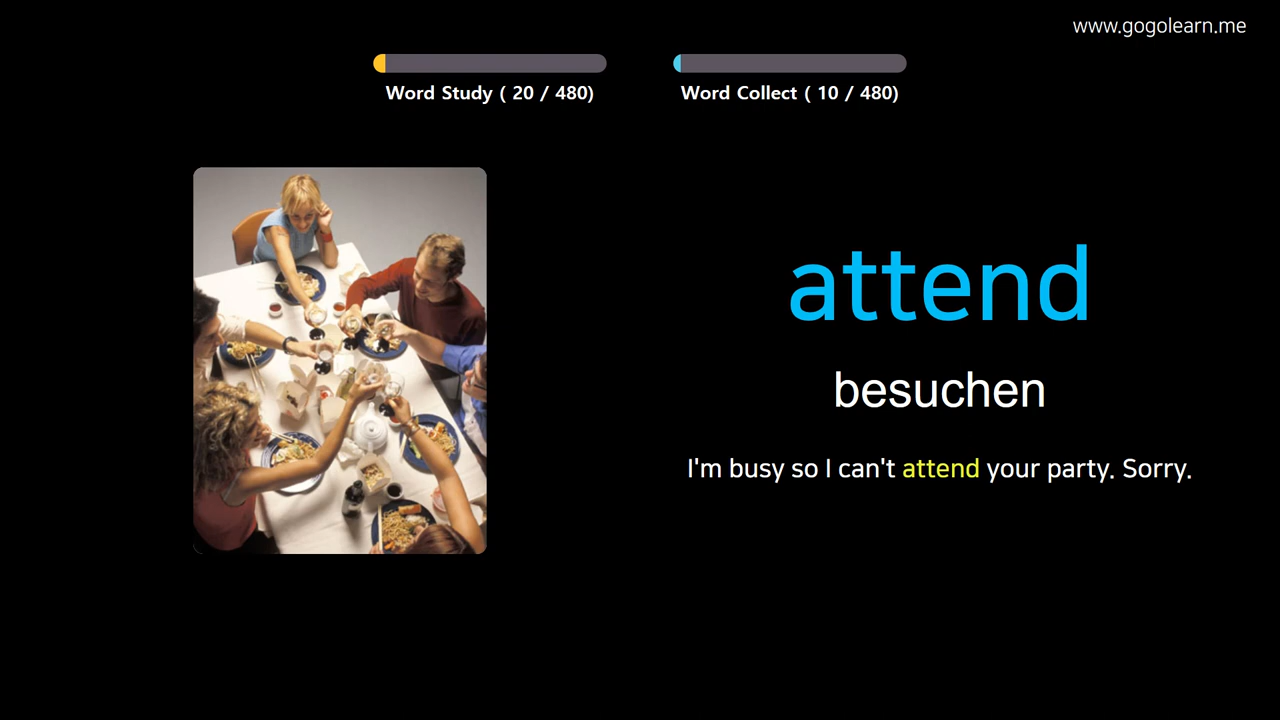 www.gogolearn.me
Word Study ( 20 / 480)
Word Collect ( 10 / 480)
attend
besuchen
I'm busy so I can't attend your party. Sorry.